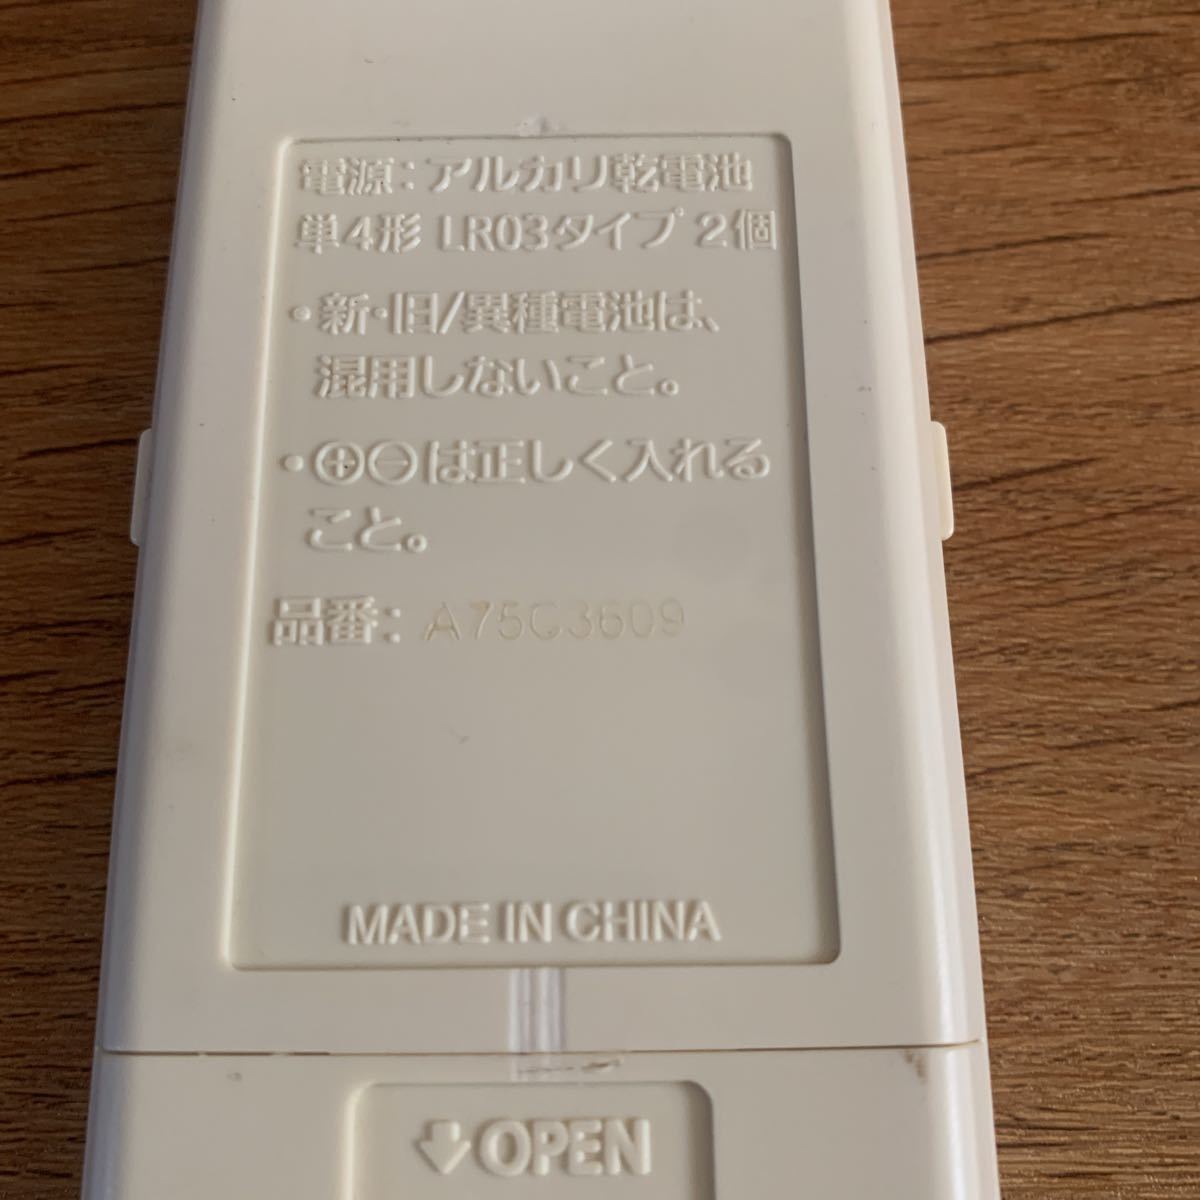 電源:アルカリ乾電池
単4形 LR03タイプ 2個
・新・旧/異種電池は、
混用しないこと。
・⊕⊖は正しく入れる
こと。
品番: A75C3609
MADE IN CHINA
↓OPEN